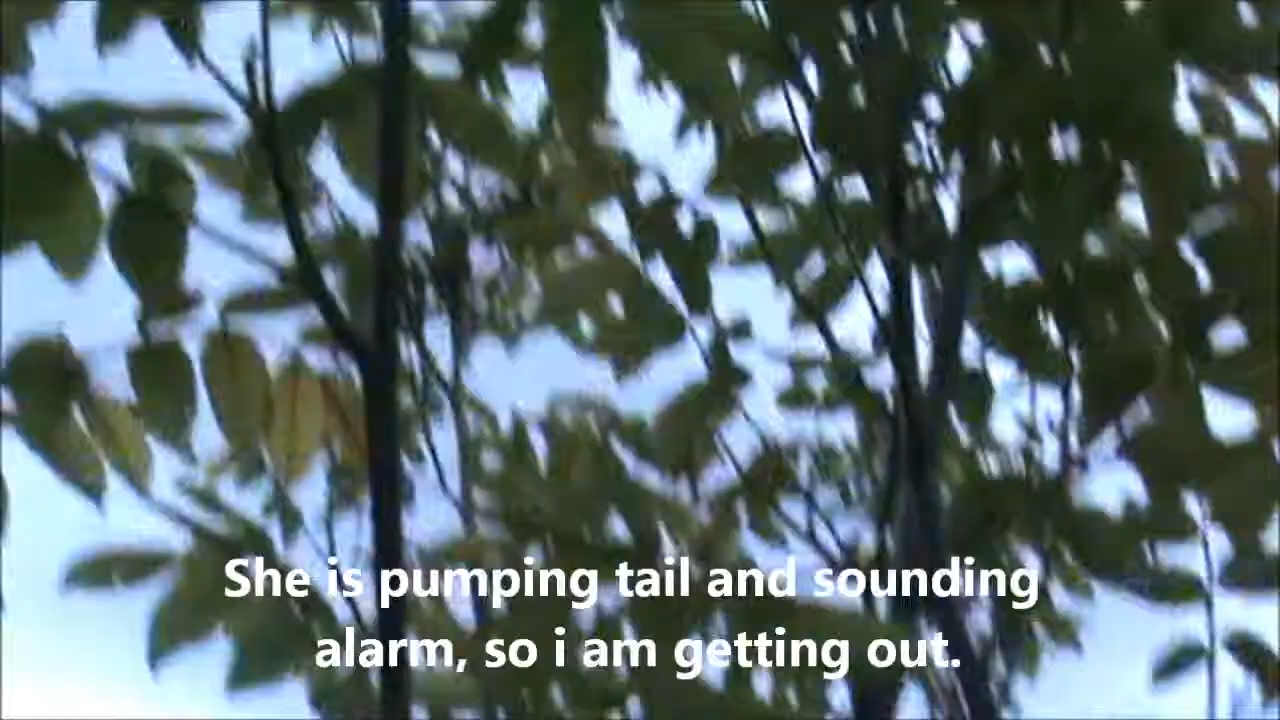 She is pumping tail and sounding
alarm, so i am getting out.